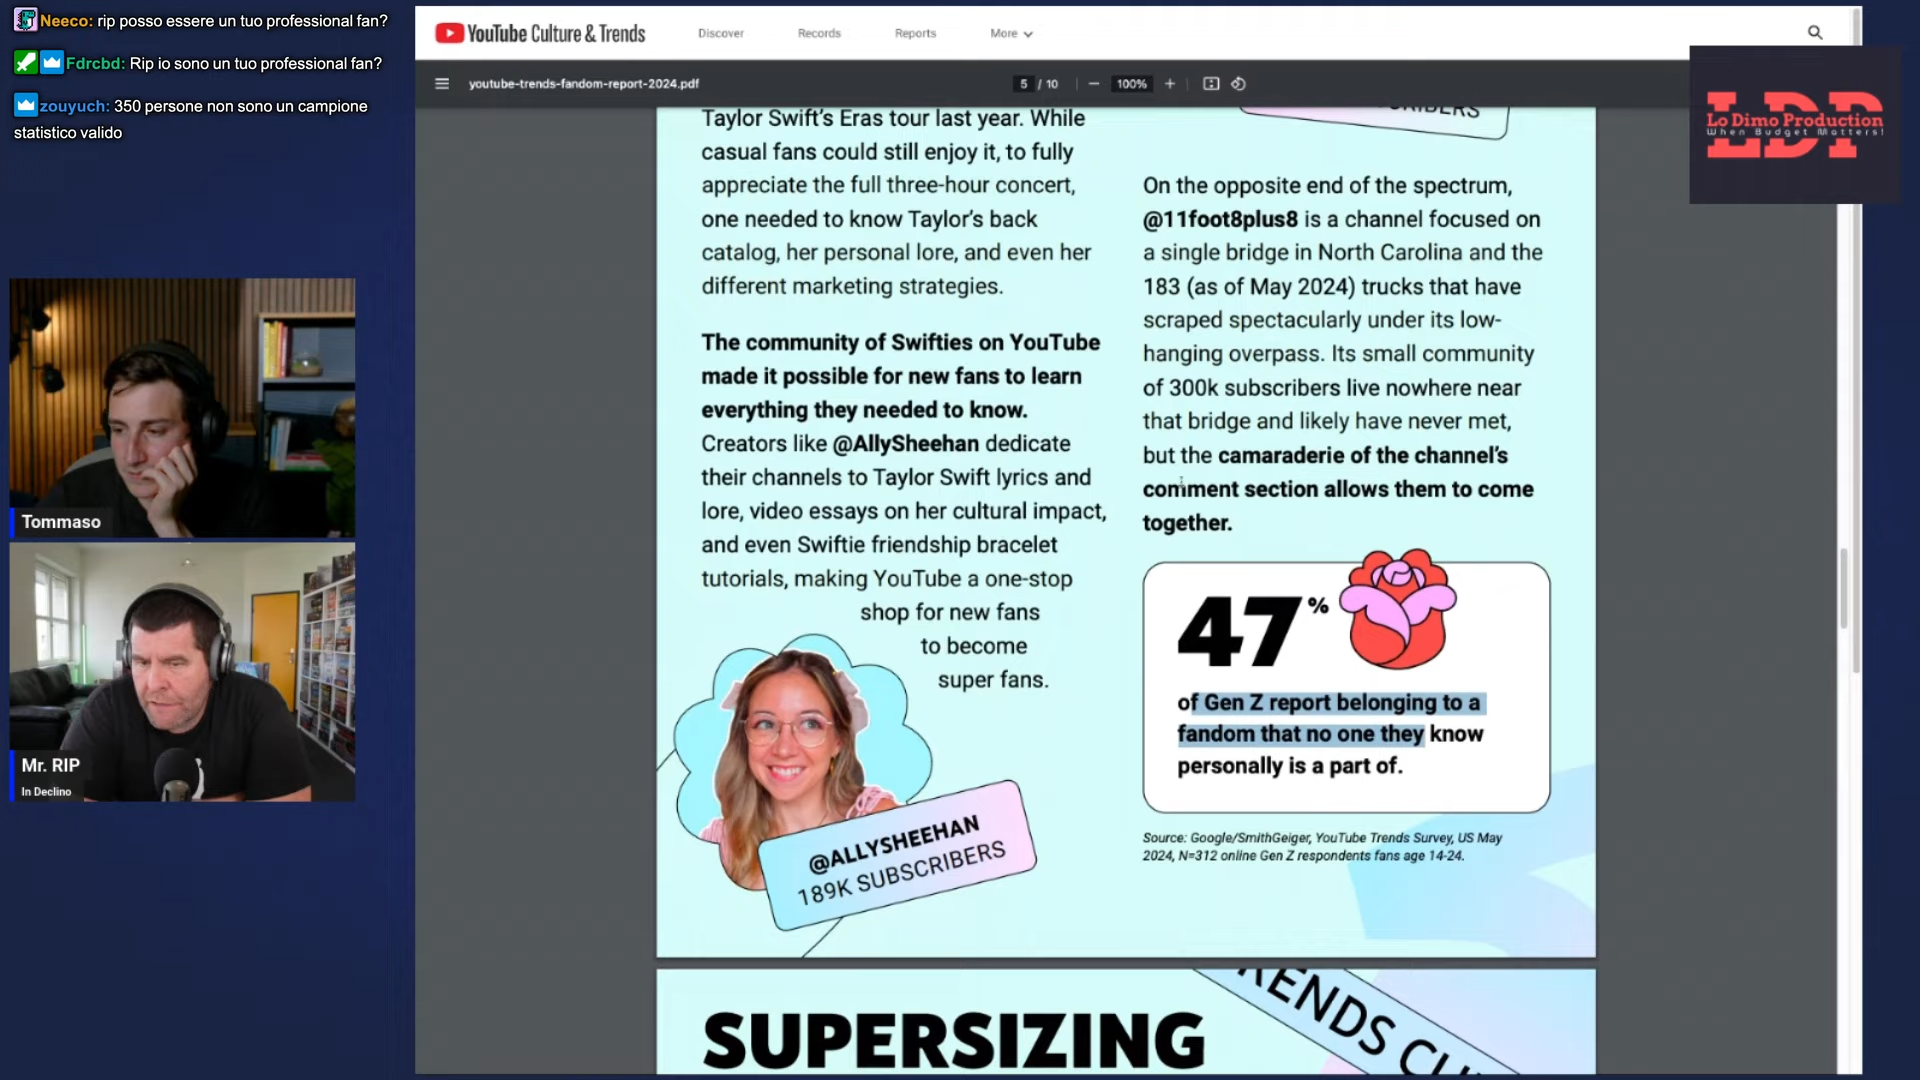 Neeco: rip posso essere un tuo professional fan?
Fdrcbd: Rip io sono un tuo professional fan?
zouyuch: 350 persone non sono un campione
statistico valido
Tommaso
Mr. RIP
In Declino
YouTube Culture & Trends
Discover
Records
Reports
More
youtube-trends-fandom-report-2024.pdf
5 / 10
100%
LDP
Lo Dimo Production
When Budget Matters!
Taylor Swift's Eras tour last year. While
casual fans could still enjoy it, to fully
appreciate the full three-hour concert,
one needed to know Taylor's back
catalog, her personal lore, and even her
different marketing strategies.
The community of Swifties on YouTube
made it possible for new fans to learn
everything they needed to know.
Creators like @AllySheehan dedicate
their channels to Taylor Swift lyrics and
lore, video essays on her cultural impact,
and even Swiftie friendship bracelet
tutorials, making YouTube a one-stop
shop for new fans
to become
super fans.
@ALLYSHEEHAN
189K SUBSCRIBERS
On the opposite end of the spectrum,
@11foot8plus8 is a channel focused on
a single bridge in North Carolina and the
183 (as of May 2024) trucks that have
scraped spectacularly under its low-
hanging overpass. Its small community
of 300k subscribers live nowhere near
that bridge and likely have never met,
but the camaraderie of the channel's
comment section allows them to come
together.
47%
of Gen Z report belonging to a
fandom that no one they know
personally is a part of.
Source: Google/SmithGeiger, YouTube Trends Survey, US May
2024, N=312 online Gen Z respondents fans age 14-24.
SUPERSIZING